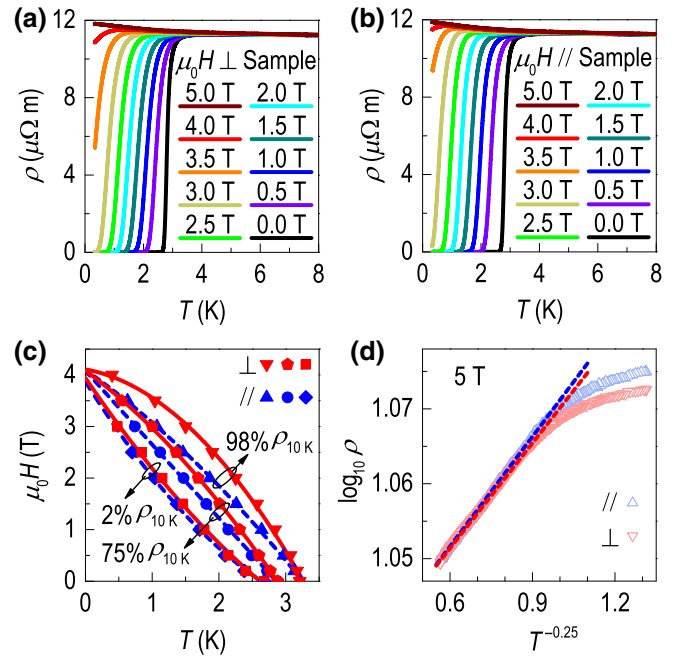 (a)
12
8
4
0
ρ (μΩ m)
μ₀H ⊥ Sample
5.0 T 2.0 T
4.0 T 1.5 T
3.5 T 1.0 T
3.0 T 0.5 T
2.5 T 0.0 T
0 2 4 6 8
T (K)
(b)
12
8
4
0
ρ (μΩ m)
μ₀H // Sample
5.0 T 2.0 T
4.0 T 1.5 T
3.5 T 1.0 T
3.0 T 0.5 T
2.5 T 0.0 T
0 2 4 6 8
T (K)
(c)
4
3
2
1
0
μ₀H (T)
⊥
//
98% ρ₁₀ K
2% ρ₁₀ K
75% ρ₁₀ K
0 1 2 3
T (K)
(d)
5 T
1.07
1.06
1.05
log₁₀ ρ
//
⊥
0.6 0.9 1.2
T⁻⁰·²⁵